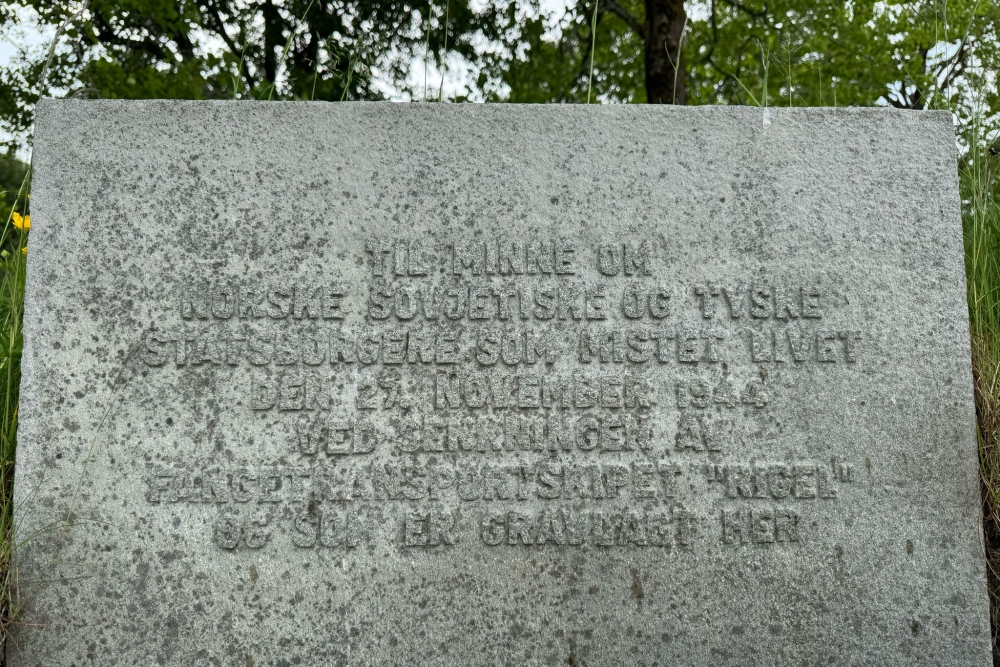 TIL MINNE OM
NORSKE SOVJETISKE OG TYSKE
STATSBORGERE SOM MISTET LIVET
DEN 27. NOVEMBER 1944
VED SENKNINGEN AV
FANGETRANSPORTSKIPET "RIGEL"
OG SOM ER GRAVLAGT HER